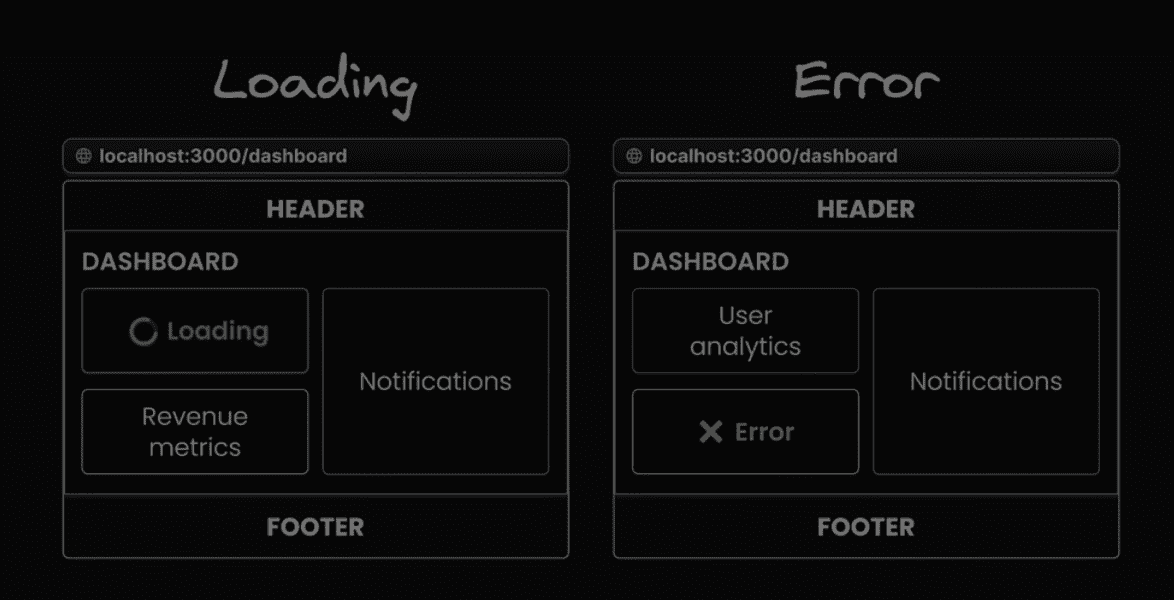 Loading
localhost:3000/dashboard
HEADER
DASHBOARD
Loading
Revenue
metrics
Notifications
FOOTER
Error
localhost:3000/dashboard
HEADER
DASHBOARD
User
analytics
Error
Notifications
FOOTER